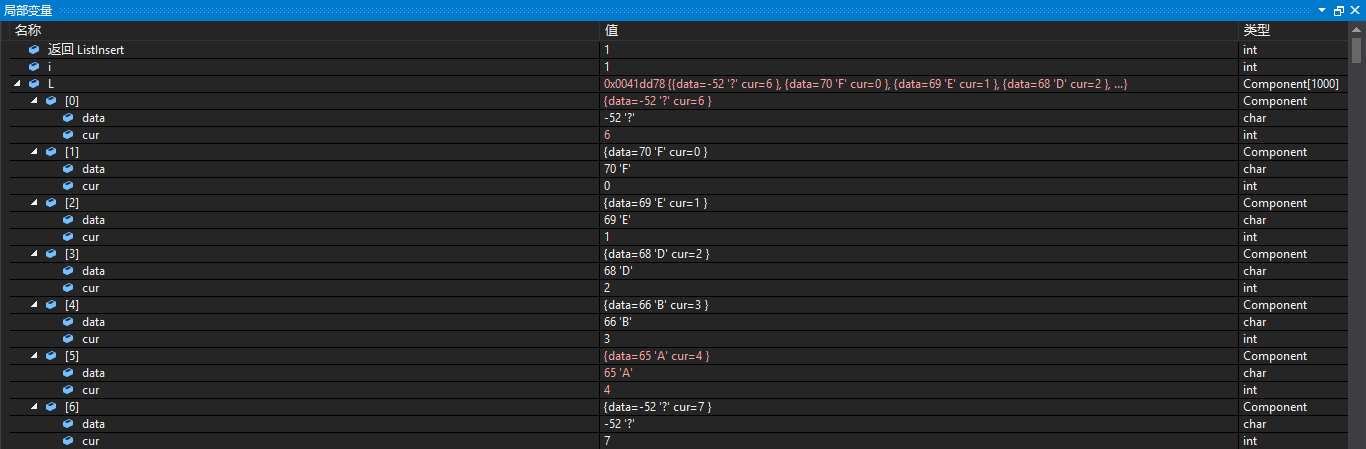 局部变量
名称 值 类型
返回 ListInsert 1 int
i 1 int
L 0x0041dd78 {{data=-52 '?' cur=6 }, {data=70 'F' cur=0 }, {data=69 'E' cur=1 }, {data=68 'D' cur=2 }, ...} Component[1000]
[0] {data=-52 '?' cur=6 } Component
data -52 '?' char
cur 6 int
[1] {data=70 'F' cur=0 } Component
data 70 'F' char
cur 0 int
[2] {data=69 'E' cur=1 } Component
data 69 'E' char
cur 1 int
[3] {data=68 'D' cur=2 } Component
data 68 'D' char
cur 2 int
[4] {data=66 'B' cur=3 } Component
data 66 'B' char
cur 3 int
[5] {data=65 'A' cur=4 } Component
data 65 'A' char
cur 4 int
[6] {data=-52 '?' cur=7 } Component
data -52 '?' char
cur 7 int